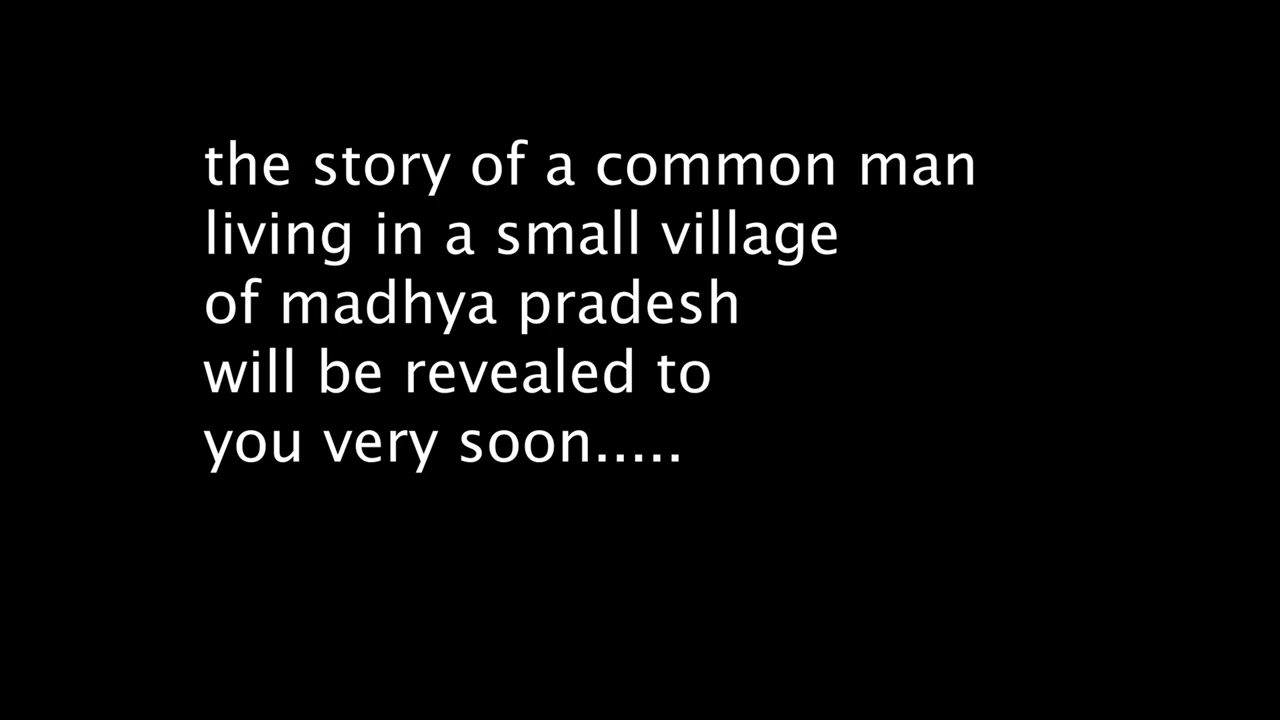 the story of a common man
living in a small village
of madhya pradesh
will be revealed to
you very soon.....